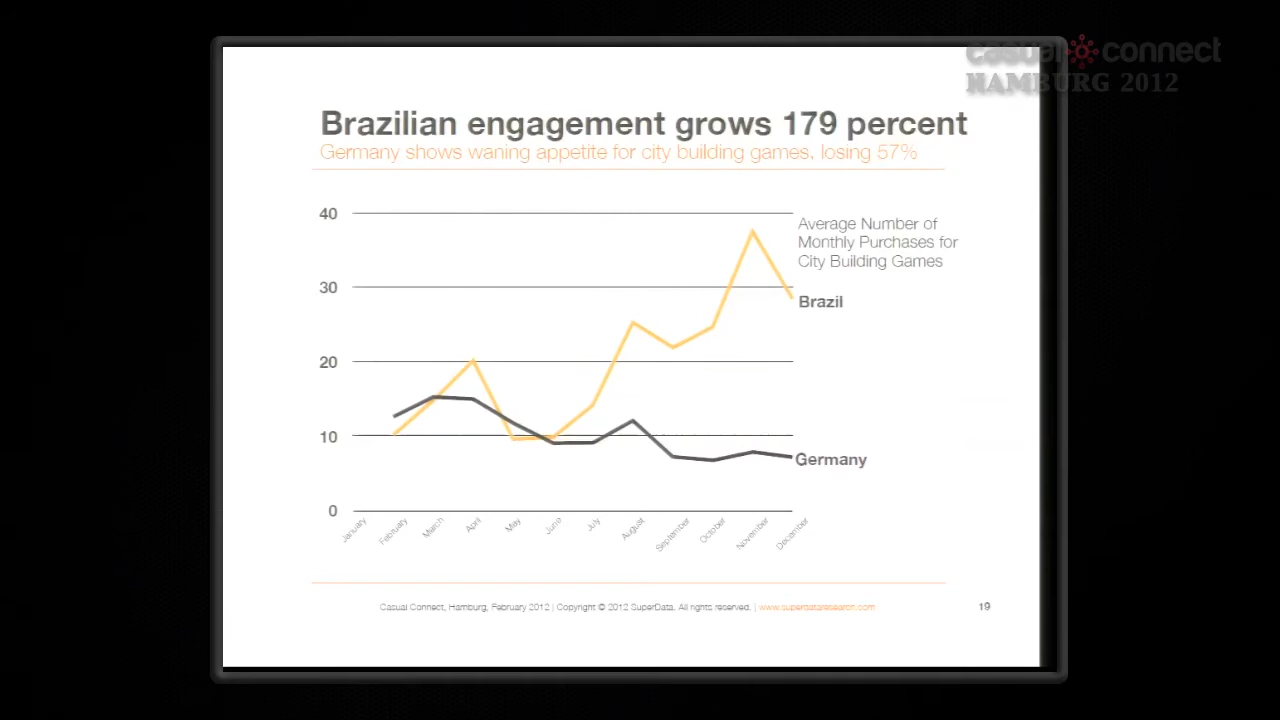 casual connect
HAMBURG 2012
Brazilian engagement grows 179 percent
Germany shows waning appetite for city building games, losing 57%
40
30
20
10
0
Average Number of
Monthly Purchases for
City Building Games
Brazil
Germany
January
February
March
April
May
June
July
August
September
October
November
December
Casual Connect, Hamburg, February 2012 | Copyright © 2012 SuperData. All rights reserved. | www.superdataresearch.com
19